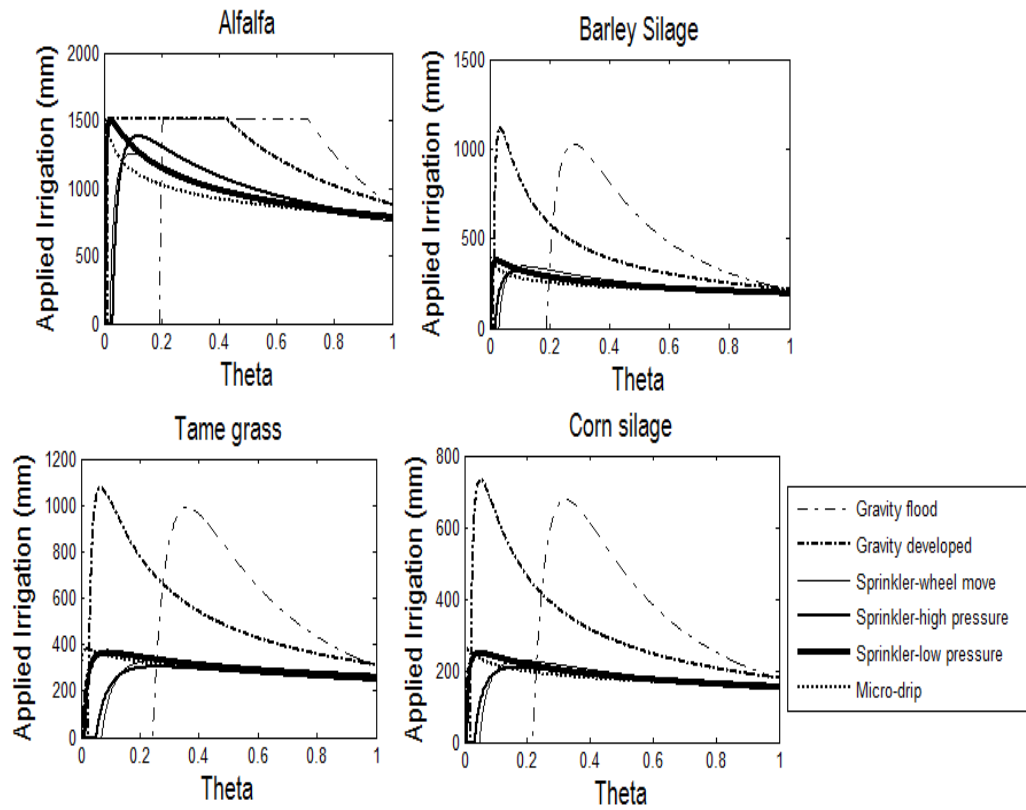 Alfalfa
Applied Irrigation (mm)
2000
1500
1000
500
0
0 0.2 0.4 0.6 0.8 1
Theta
Barley Silage
Applied Irrigation (mm)
1500
1000
500
0
0 0.2 0.4 0.6 0.8 1
Theta
Tame grass
Applied Irrigation (mm)
1200
1000
800
600
400
200
0
0 0.2 0.4 0.6 0.8 1
Theta
Corn silage
Applied Irrigation (mm)
800
600
400
200
0
0 0.2 0.4 0.6 0.8 1
Theta
Gravity flood
Gravity developed
Sprinkler-wheel move
Sprinkler-high pressure
Sprinkler-low pressure
Micro-drip